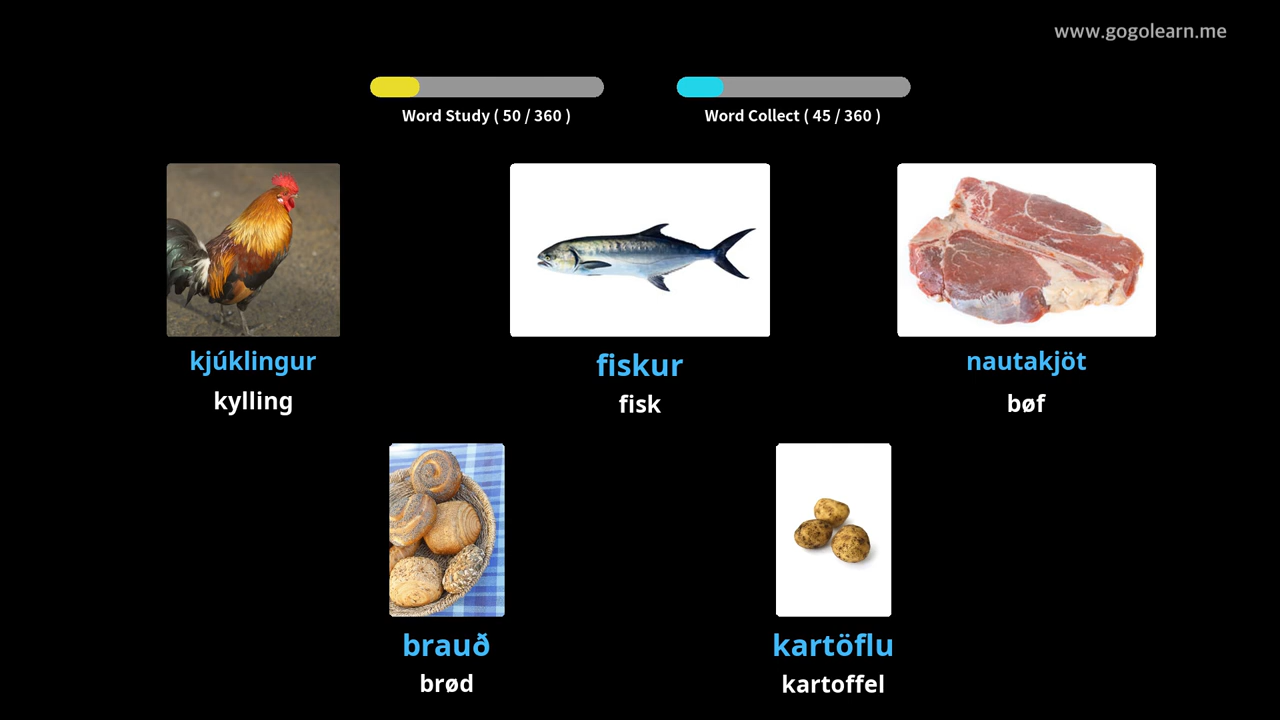 www.gogolearn.me
Word Study ( 50 / 360 )
Word Collect ( 45 / 360 )
kjúklingur
kylling
fiskur
fisk
nautakjöt
bøf
brauð
brød
kartöflu
kartoffel